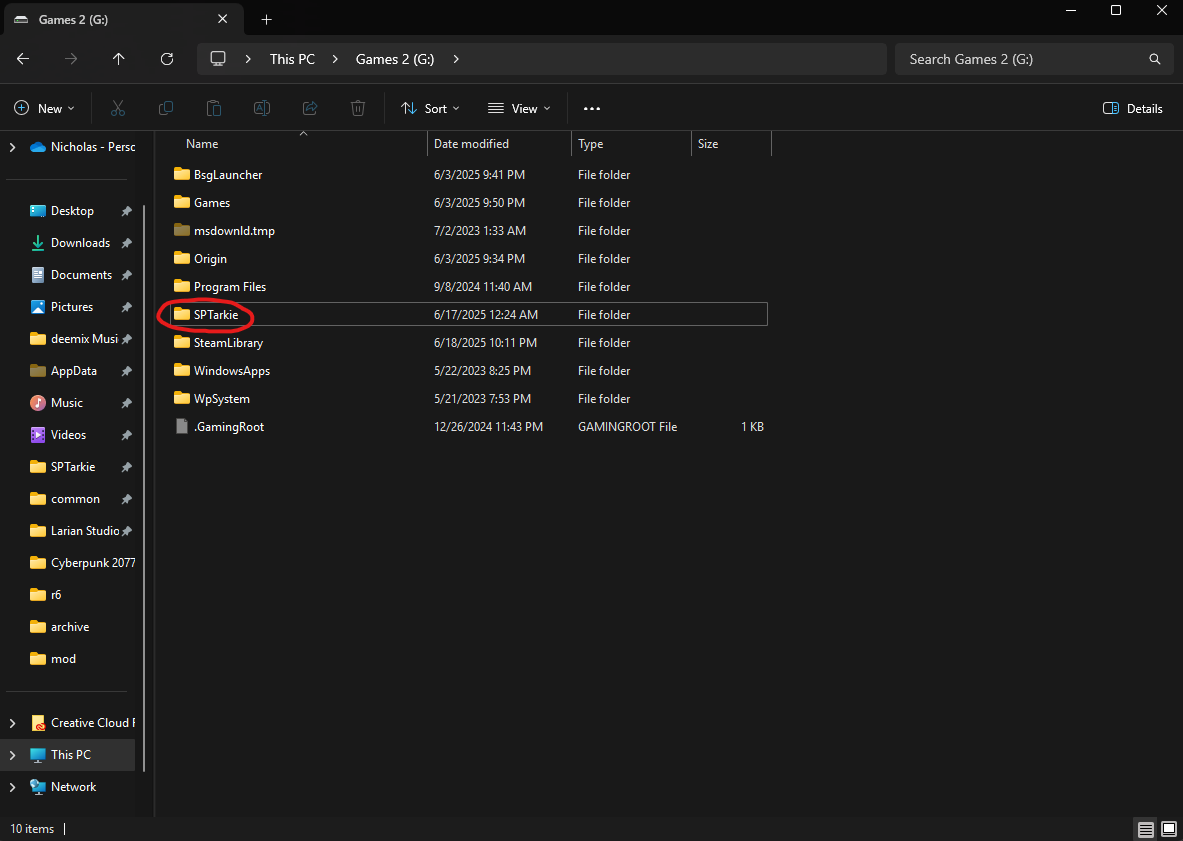 Games 2 (G:)
This PC Games 2 (G:) Search Games 2 (G:)
New Sort View Details
Name Date modified Type Size
Nicholas - Perso
Desktop
Downloads
Documents
Pictures
deemix Musi
AppData
Music
Videos
SPTarkie
common
Larian Studio
Cyberpunk 2077
r6
archive
mod
Creative Cloud F
This PC
Network
BsgLauncher 6/3/2025 9:41 PM File folder
Games 6/3/2025 9:50 PM File folder
msdownld.tmp 7/2/2023 1:33 AM File folder
Origin 6/3/2025 9:34 PM File folder
Program Files 9/8/2024 11:40 AM File folder
SPTarkie 6/17/2025 12:24 AM File folder
SteamLibrary 6/18/2025 10:11 PM File folder
WindowsApps 5/22/2023 8:25 PM File folder
WpSystem 5/21/2023 7:53 PM File folder
.GamingRoot 12/26/2024 11:43 PM GAMINGROOT File 1 KB
10 items